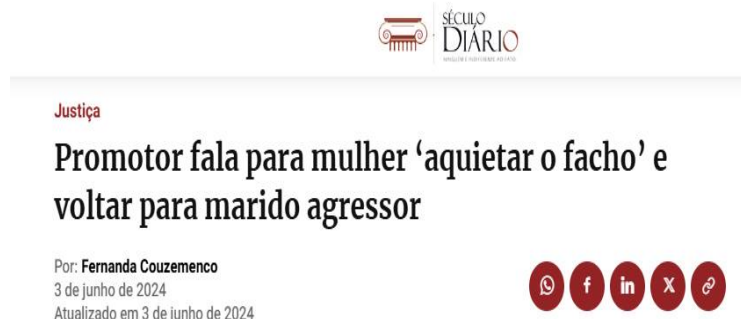 SÉCULO
DIÁRIO
Justiça
Promotor fala para mulher ‘aquietar o facho’ e
voltar para marido agressor
Por: Fernanda Couzemenco
3 de junho de 2024
Atualizado em 3 de junho de 2024